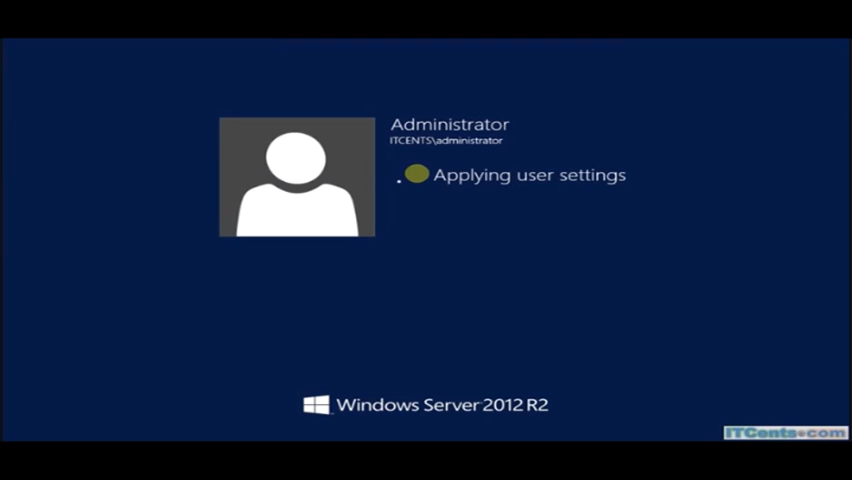 Administrator
ITCENTS\administrator
Applying user settings
Windows Server 2012 R2
ITCents.com